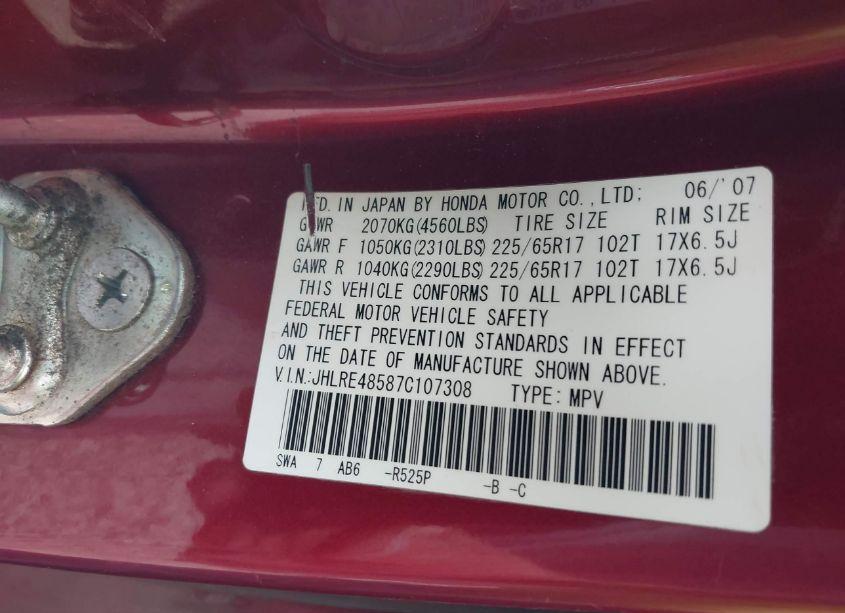 MFD. IN JAPAN BY HONDA MOTOR CO.,LTD; 06/'07
GVWR 2070KG(4560LBS) TIRE SIZE RIM SIZE
GAWR F 1050KG(2310LBS) 225/65R17 102T 17X6.5J
GAWR R 1040KG(2290LBS) 225/65R17 102T 17X6.5J
THIS VEHICLE CONFORMS TO ALL APPLICABLE
FEDERAL MOTOR VEHICLE SAFETY
AND THEFT PREVENTION STANDARDS IN EFFECT
ON THE DATE OF MANUFACTURE SHOWN ABOVE.
V.I.N.:JHLRE48587C107308 TYPE: MPV
SWA 7 AB6 -R525P -B -C